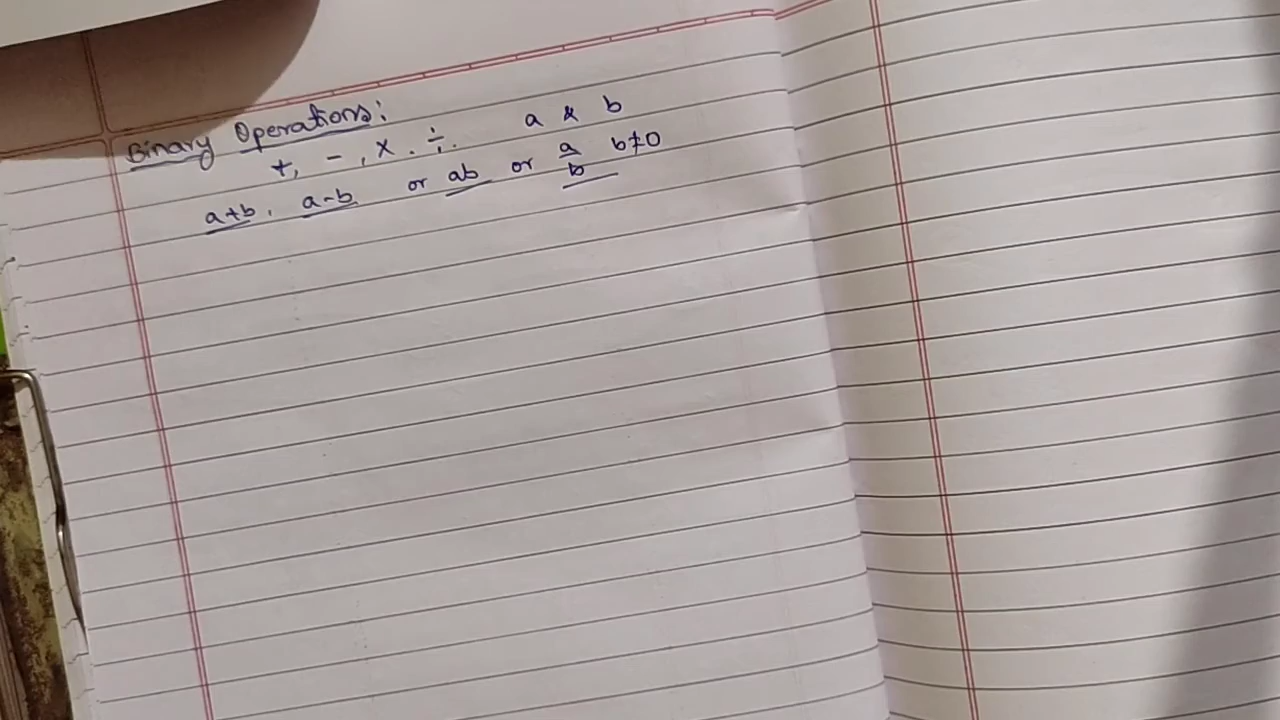 Binary Operations:
+, -, x. ÷. a & b
a+b, a-b or ab or a/b b≠0